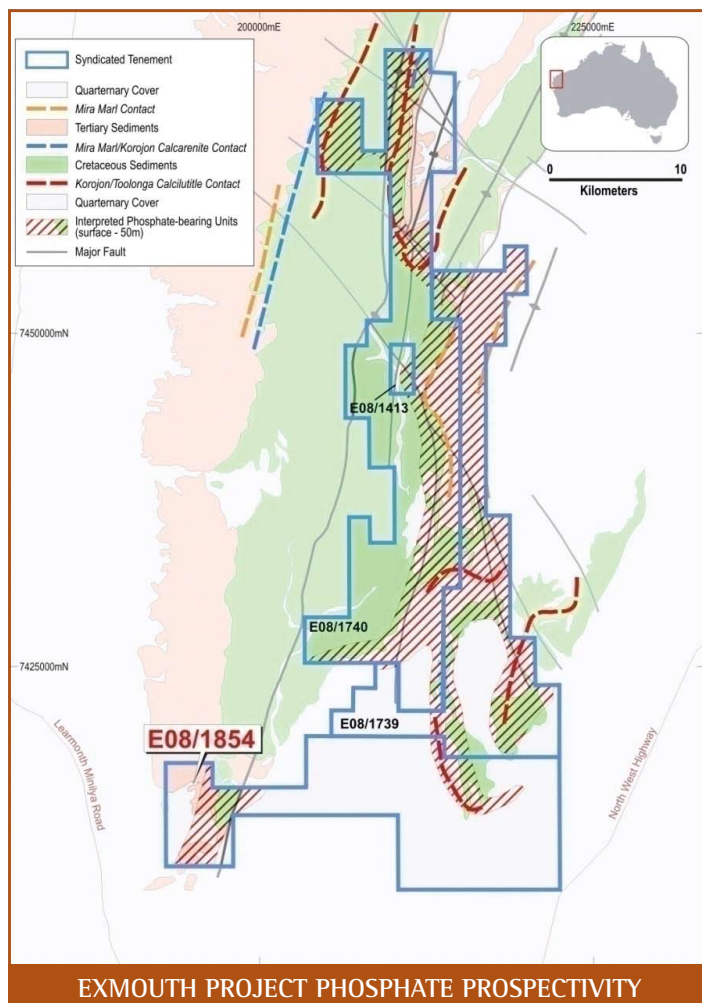 200000mE
225000mE
Syndicated Tenement
Quarternary Cover
Mira Marl Contact
Tertiary Sediments
Mira Marl/Korojon Calcarenite Contact
Cretaceous Sediments
Korojon/Toolonga Calcilutitle Contact
Quarternary Cover
Interpreted Phosphate-bearing Units
(surface - 50m)
Major Fault
0
10
Kilometers
7450000mN
E08/1413
E08/1740
7425000mN
E08/1739
E08/1854
Learmonth Minilya Road
North West Highway
EXMOUTH PROJECT PHOSPHATE PROSPECTIVITY